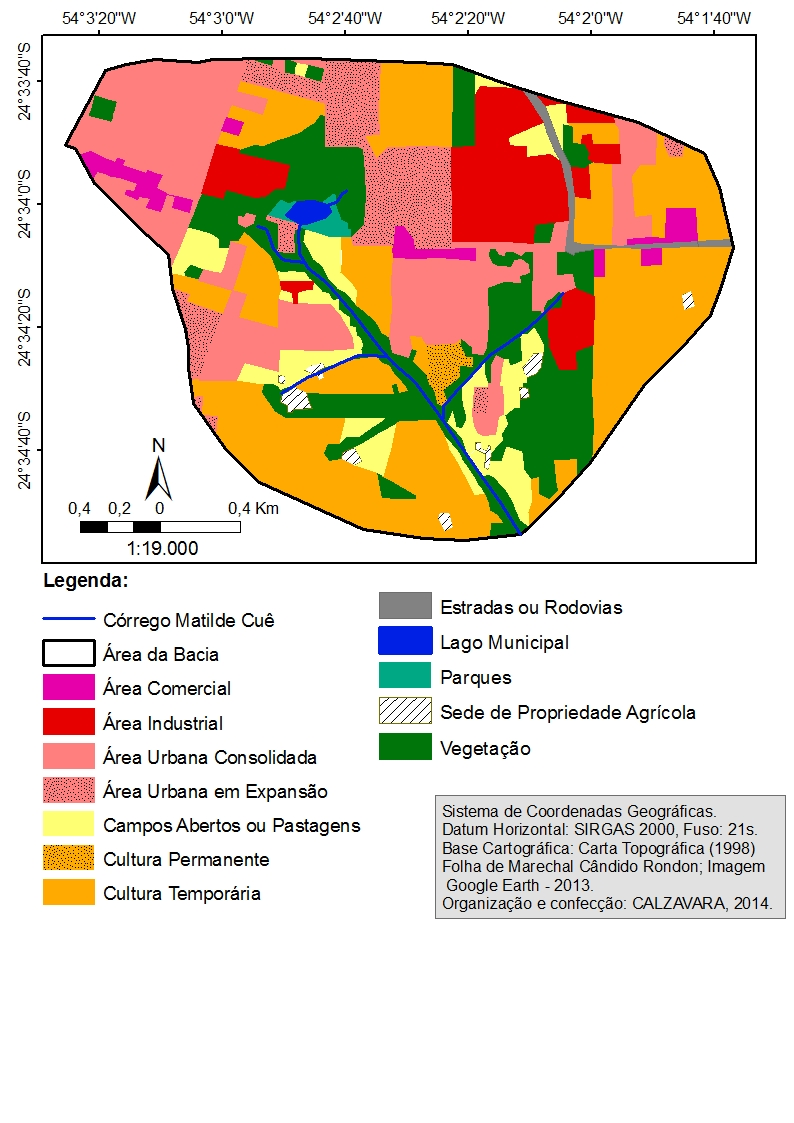 54°3'20"W 54°3'0"W 54°2'40"W 54°2'20"W 54°2'0"W 54°1'40"W
24°33'40"S
24°34'0"S
24°34'20"S
24°34'40"S
N
0,4 0,2 0 0,4 Km
1:19.000
Legenda:
Córrego Matilde Cuê
Área da Bacia
Área Comercial
Área Industrial
Área Urbana Consolidada
Área Urbana em Expansão
Campos Abertos ou Pastagens
Cultura Permanente
Cultura Temporária
Estradas ou Rodovias
Lago Municipal
Parques
Sede de Propriedade Agrícola
Vegetação
Sistema de Coordenadas Geográficas.
Datum Horizontal: SIRGAS 2000, Fuso: 21s.
Base Cartográfica: Carta Topográfica (1998)
Folha de Marechal Cândido Rondon; Imagem
Google Earth - 2013.
Organização e confecção: CALZAVARA, 2014.